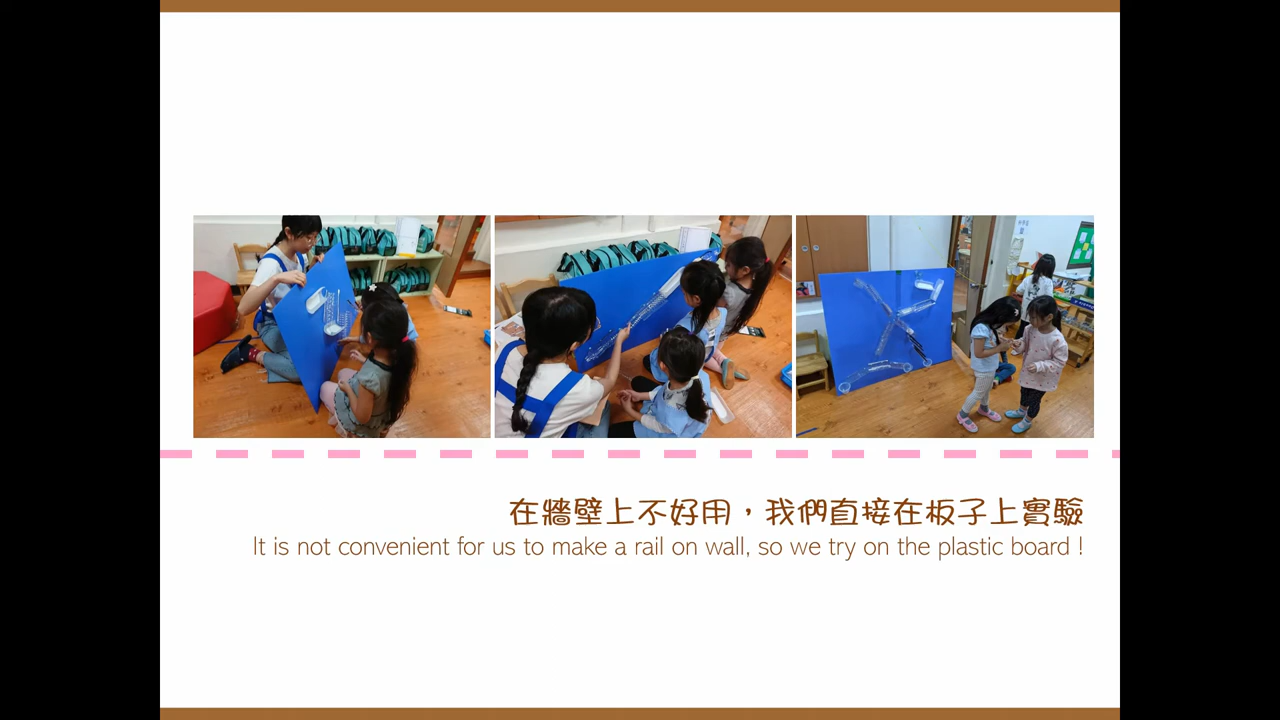 在牆壁上不好用，我們直接在板子上實驗
It is not convenient for us to make a rail on wall, so we try on the plastic board !